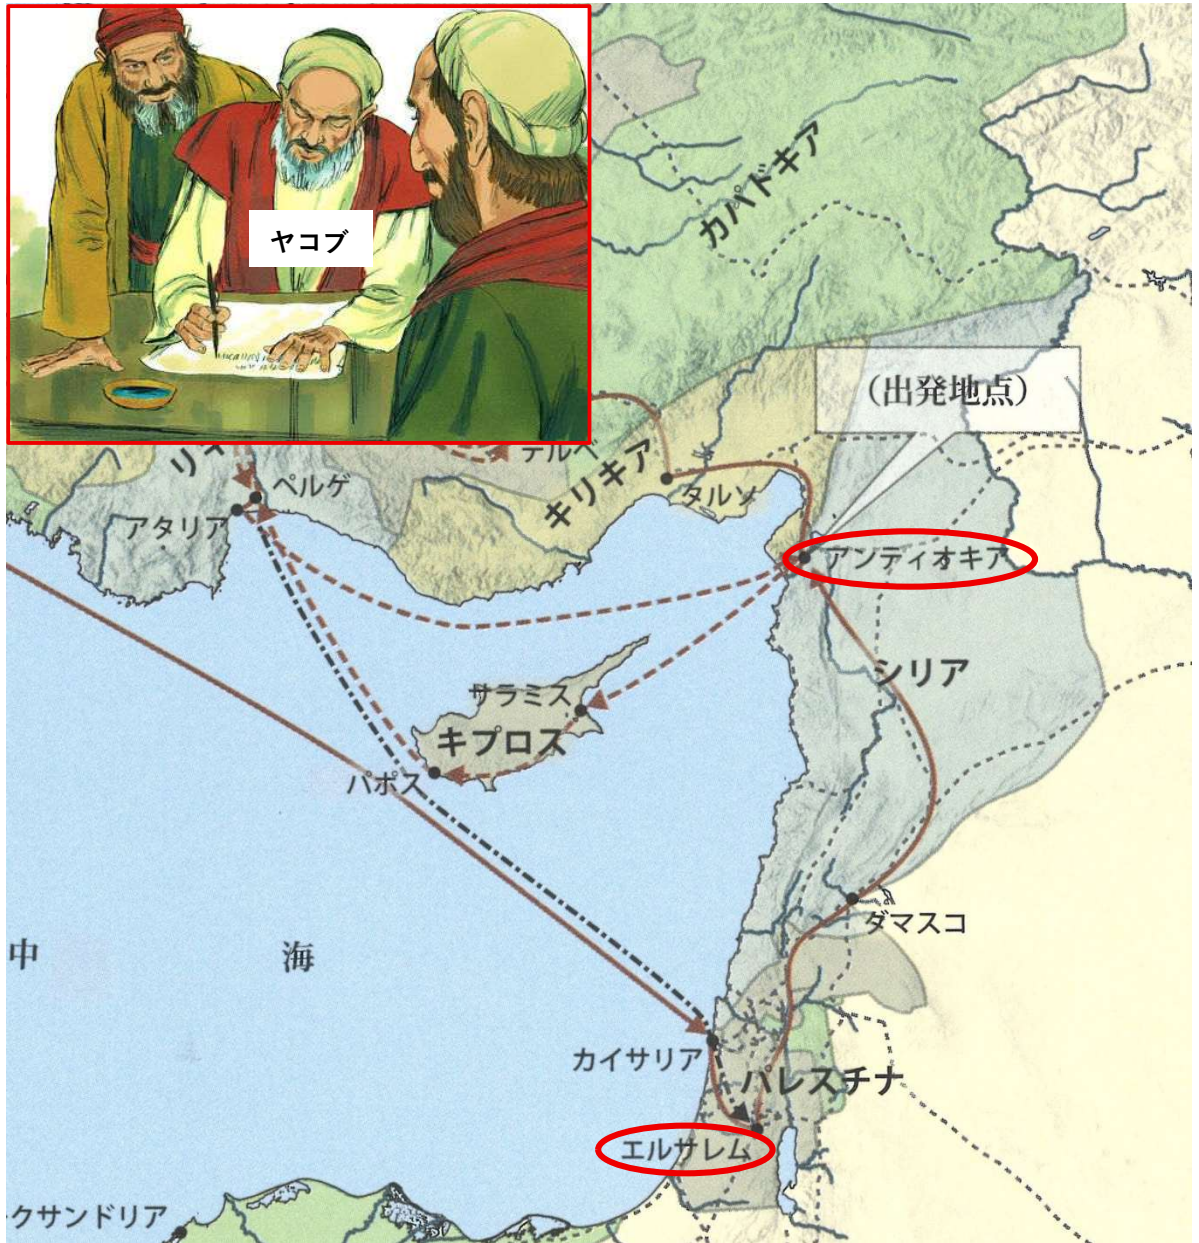 ヤコブ
カパドキア
(出発地点)
デルベ
キリキア
タルソ
ペルゲ
アタリア
アンティオキア
シリア
サラミス
キプロス
パポス
ダマスコ
中海
カイサリア
パレスチナ
エルサレム
クサンドリア